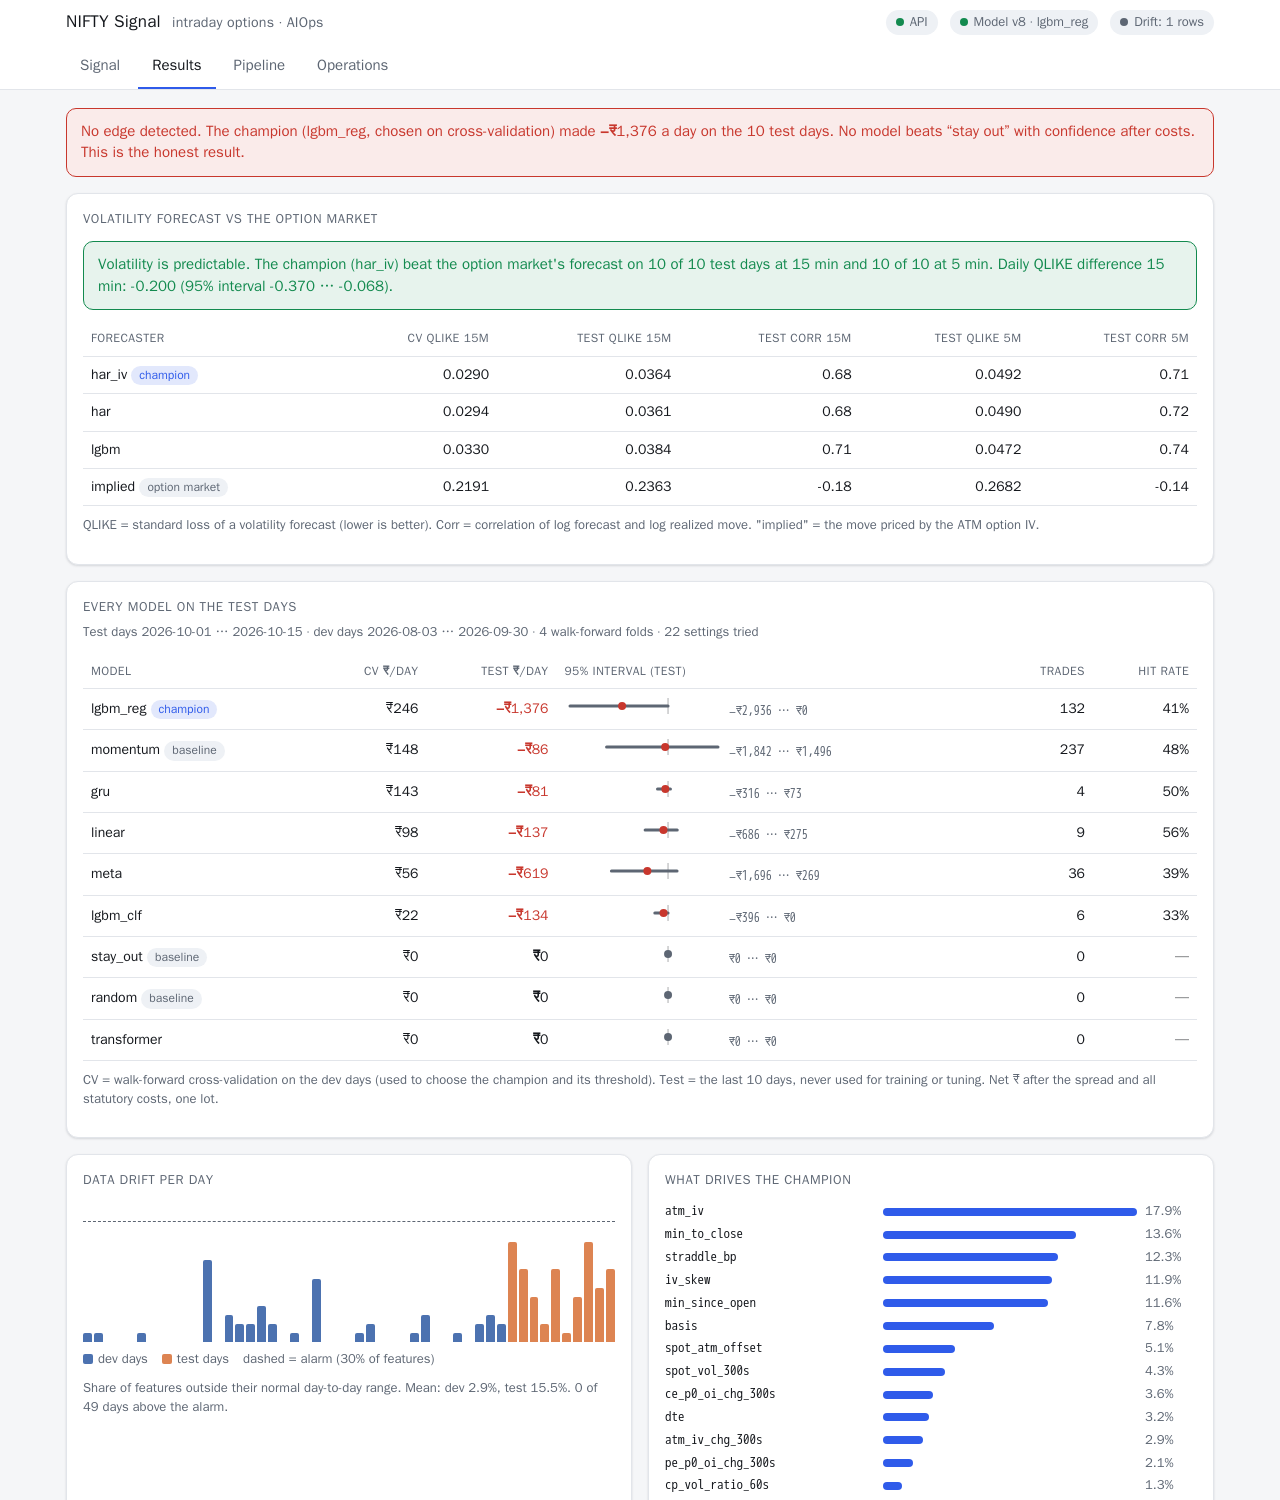 NIFTY Signal intraday options · AIOps
API
Model v8 · lgbm_reg
Drift: 1 rows
Signal Results Pipeline Operations
No edge detected. The champion (lgbm_reg, chosen on cross-validation) made –₹1,376 a day on the 10 test days. No model beats “stay out” with confidence after costs.
This is the honest result.
VOLATILITY FORECAST VS THE OPTION MARKET
Volatility is predictable. The champion (har_iv) beat the option market's forecast on 10 of 10 test days at 15 min and 10 of 10 at 5 min. Daily QLIKE difference 15
min: -0.200 (95% interval -0.370 ··· -0.068).
FORECASTER CV QLIKE 15M TEST QLIKE 15M TEST CORR 15M TEST QLIKE 5M TEST CORR 5M
har_iv champion 0.0290 0.0364 0.68 0.0492 0.71
har 0.0294 0.0361 0.68 0.0490 0.72
lgbm 0.0330 0.0384 0.71 0.0472 0.74
implied option market 0.2191 0.2363 -0.18 0.2682 -0.14
QLIKE = standard loss of a volatility forecast (lower is better). Corr = correlation of log forecast and log realized move. "implied" = the move priced by the ATM option IV.
EVERY MODEL ON THE TEST DAYS
Test days 2026-10-01 ··· 2026-10-15 · dev days 2026-08-03 ··· 2026-09-30 · 4 walk-forward folds · 22 settings tried
MODEL CV ₹/DAY TEST ₹/DAY 95% INTERVAL (TEST) TRADES HIT RATE
lgbm_reg champion ₹246 –₹1,376 –₹2,936 ··· ₹0 132 41%
momentum baseline ₹148 –₹86 –₹1,842 ··· ₹1,496 237 48%
gru ₹143 –₹81 –₹316 ··· ₹73 4 50%
linear ₹98 –₹137 –₹686 ··· ₹275 9 56%
meta ₹56 –₹619 –₹1,696 ··· ₹269 36 39%
lgbm_clf ₹22 –₹134 –₹396 ··· ₹0 6 33%
stay_out baseline ₹0 ₹0 ₹0 ··· ₹0 0 —
random baseline ₹0 ₹0 ₹0 ··· ₹0 0 —
transformer ₹0 ₹0 ₹0 ··· ₹0 0 —
CV = walk-forward cross-validation on the dev days (used to choose the champion and its threshold). Test = the last 10 days, never used for training or tuning. Net ₹ after the spread and all
statutory costs, one lot.
DATA DRIFT PER DAY
dev days test days dashed = alarm (30% of features)
Share of features outside their normal day-to-day range. Mean: dev 2.9%, test 15.5%. 0 of
49 days above the alarm.
WHAT DRIVES THE CHAMPION
atm_iv 17.9%
min_to_close 13.6%
straddle_bp 12.3%
iv_skew 11.9%
min_since_open 11.6%
basis 7.8%
spot_atm_offset 5.1%
spot_vol_300s 4.3%
ce_p0_oi_chg_300s 3.6%
dte 3.2%
atm_iv_chg_300s 2.9%
pe_p0_oi_chg_300s 2.1%
cp_vol_ratio_60s 1.3%